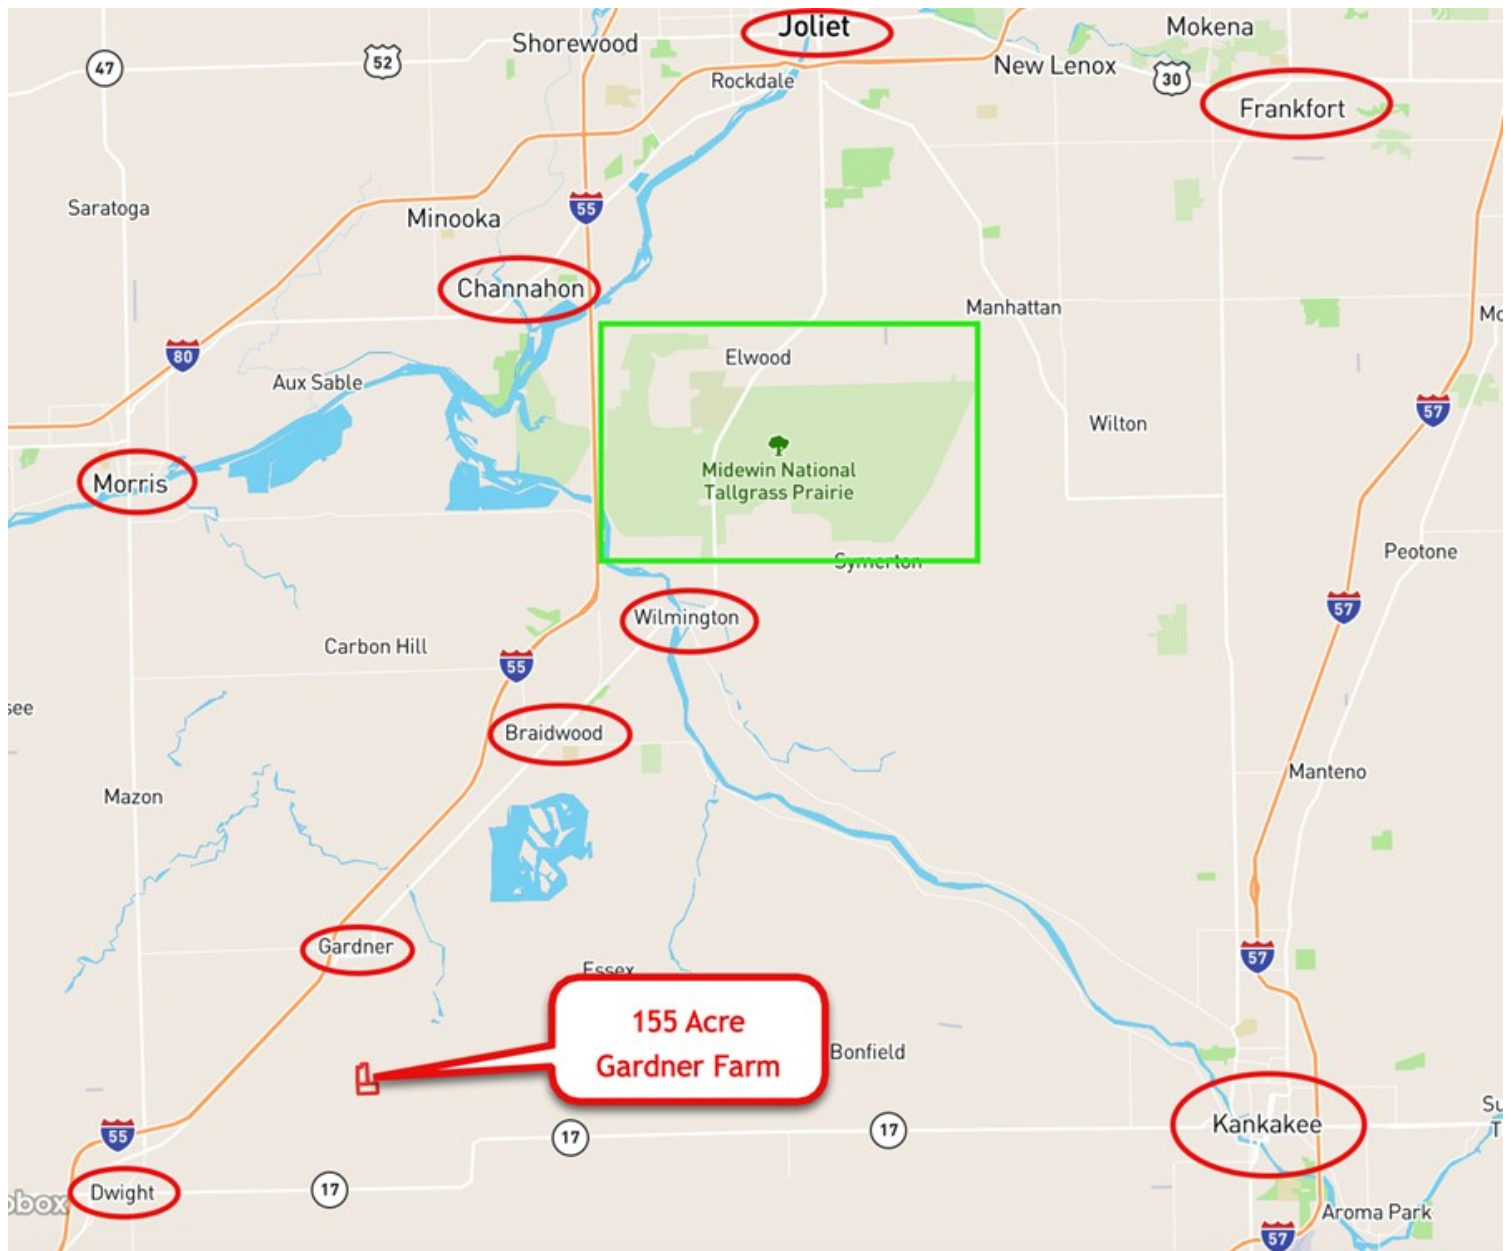 Joliet
Mokena
Shorewood
52
47
New Lenox
30
Rockdale
Frankfort
Saratoga
Minooka
55
Channahon
Manhattan
80
Elwood
Aux Sable
57
Wilton
Morris
Midewin National
Tallgrass Prairie
Symerton
Peotone
57
Wilmington
Carbon Hill
55
see
Braidwood
Manteno
Mazon
Gardner
57
Essex
155 Acre
Gardner Farm
Bonfield
55
17
17
Kankakee
Dwight
17
Aroma Park
57